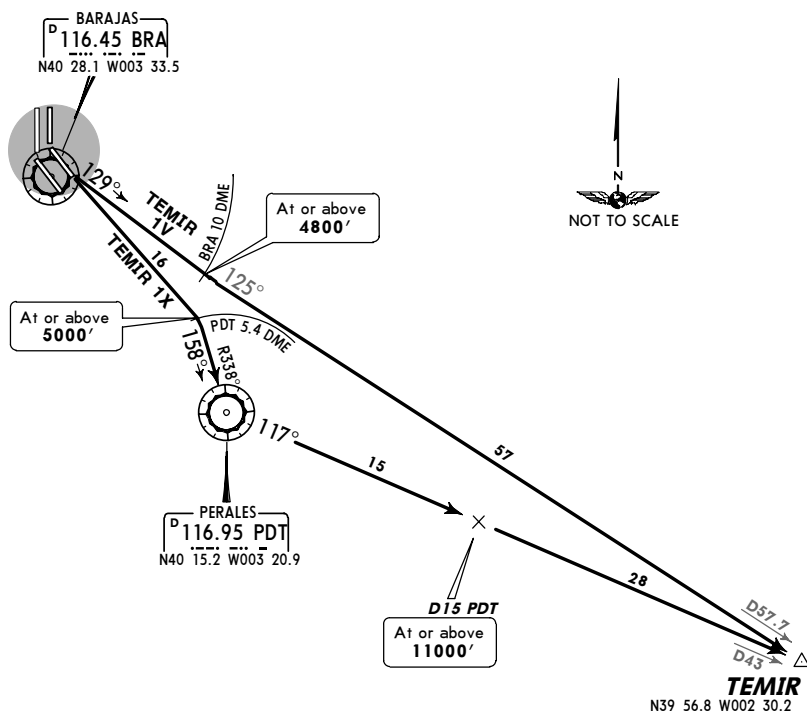 BARAJAS
D 116.45 BRA
N40 28.1 W003 33.5
129°
TEMIR
1V
BRA 10 DME
At or above
4800'
N
NOT TO SCALE
16
TEMIR 1X
125°
At or above
5000'
PDT 5.4 DME
158°
R338°
117°
15
57
PERALES
D 116.95 PDT
N40 15.2 W003 20.9
D15 PDT
At or above
11000'
28
D57.7
D43
TEMIR
N39 56.8 W002 30.2